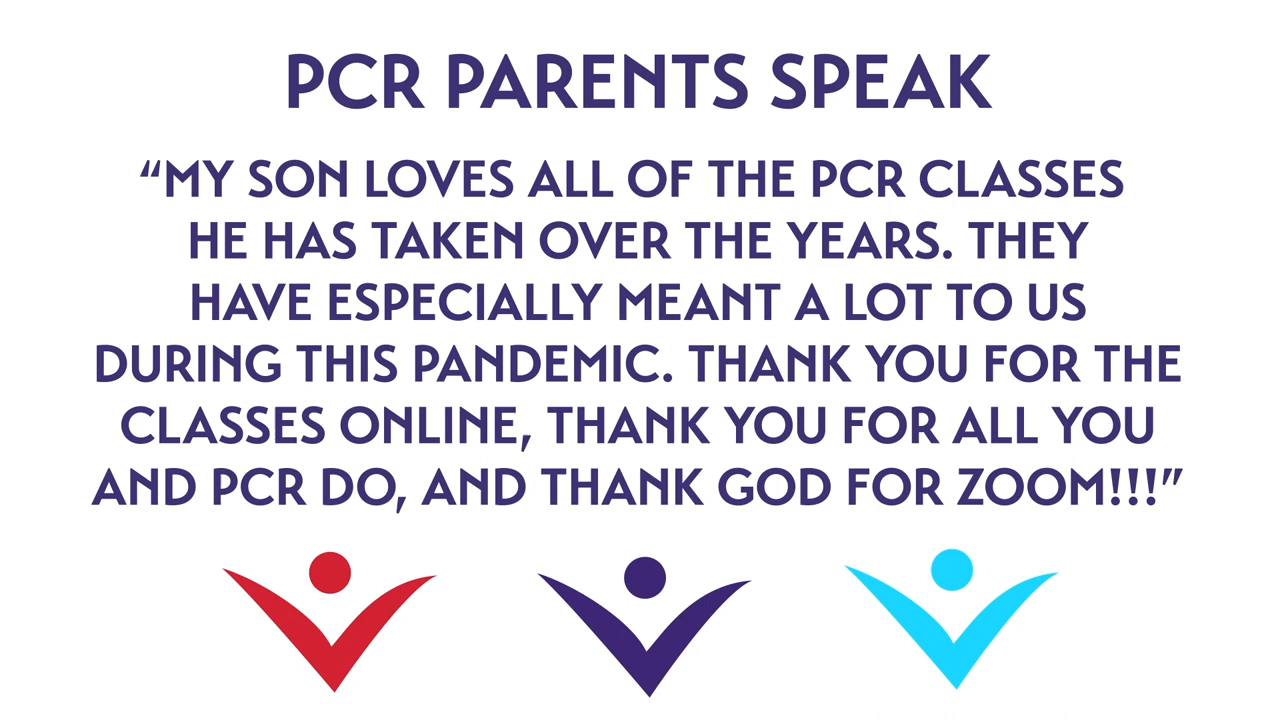 PCR PARENTS SPEAK
“MY SON LOVES ALL OF THE PCR CLASSES
HE HAS TAKEN OVER THE YEARS. THEY
HAVE ESPECIALLY MEANT A LOT TO US
DURING THIS PANDEMIC. THANK YOU FOR THE
CLASSES ONLINE, THANK YOU FOR ALL YOU
AND PCR DO, AND THANK GOD FOR ZOOM!!!”